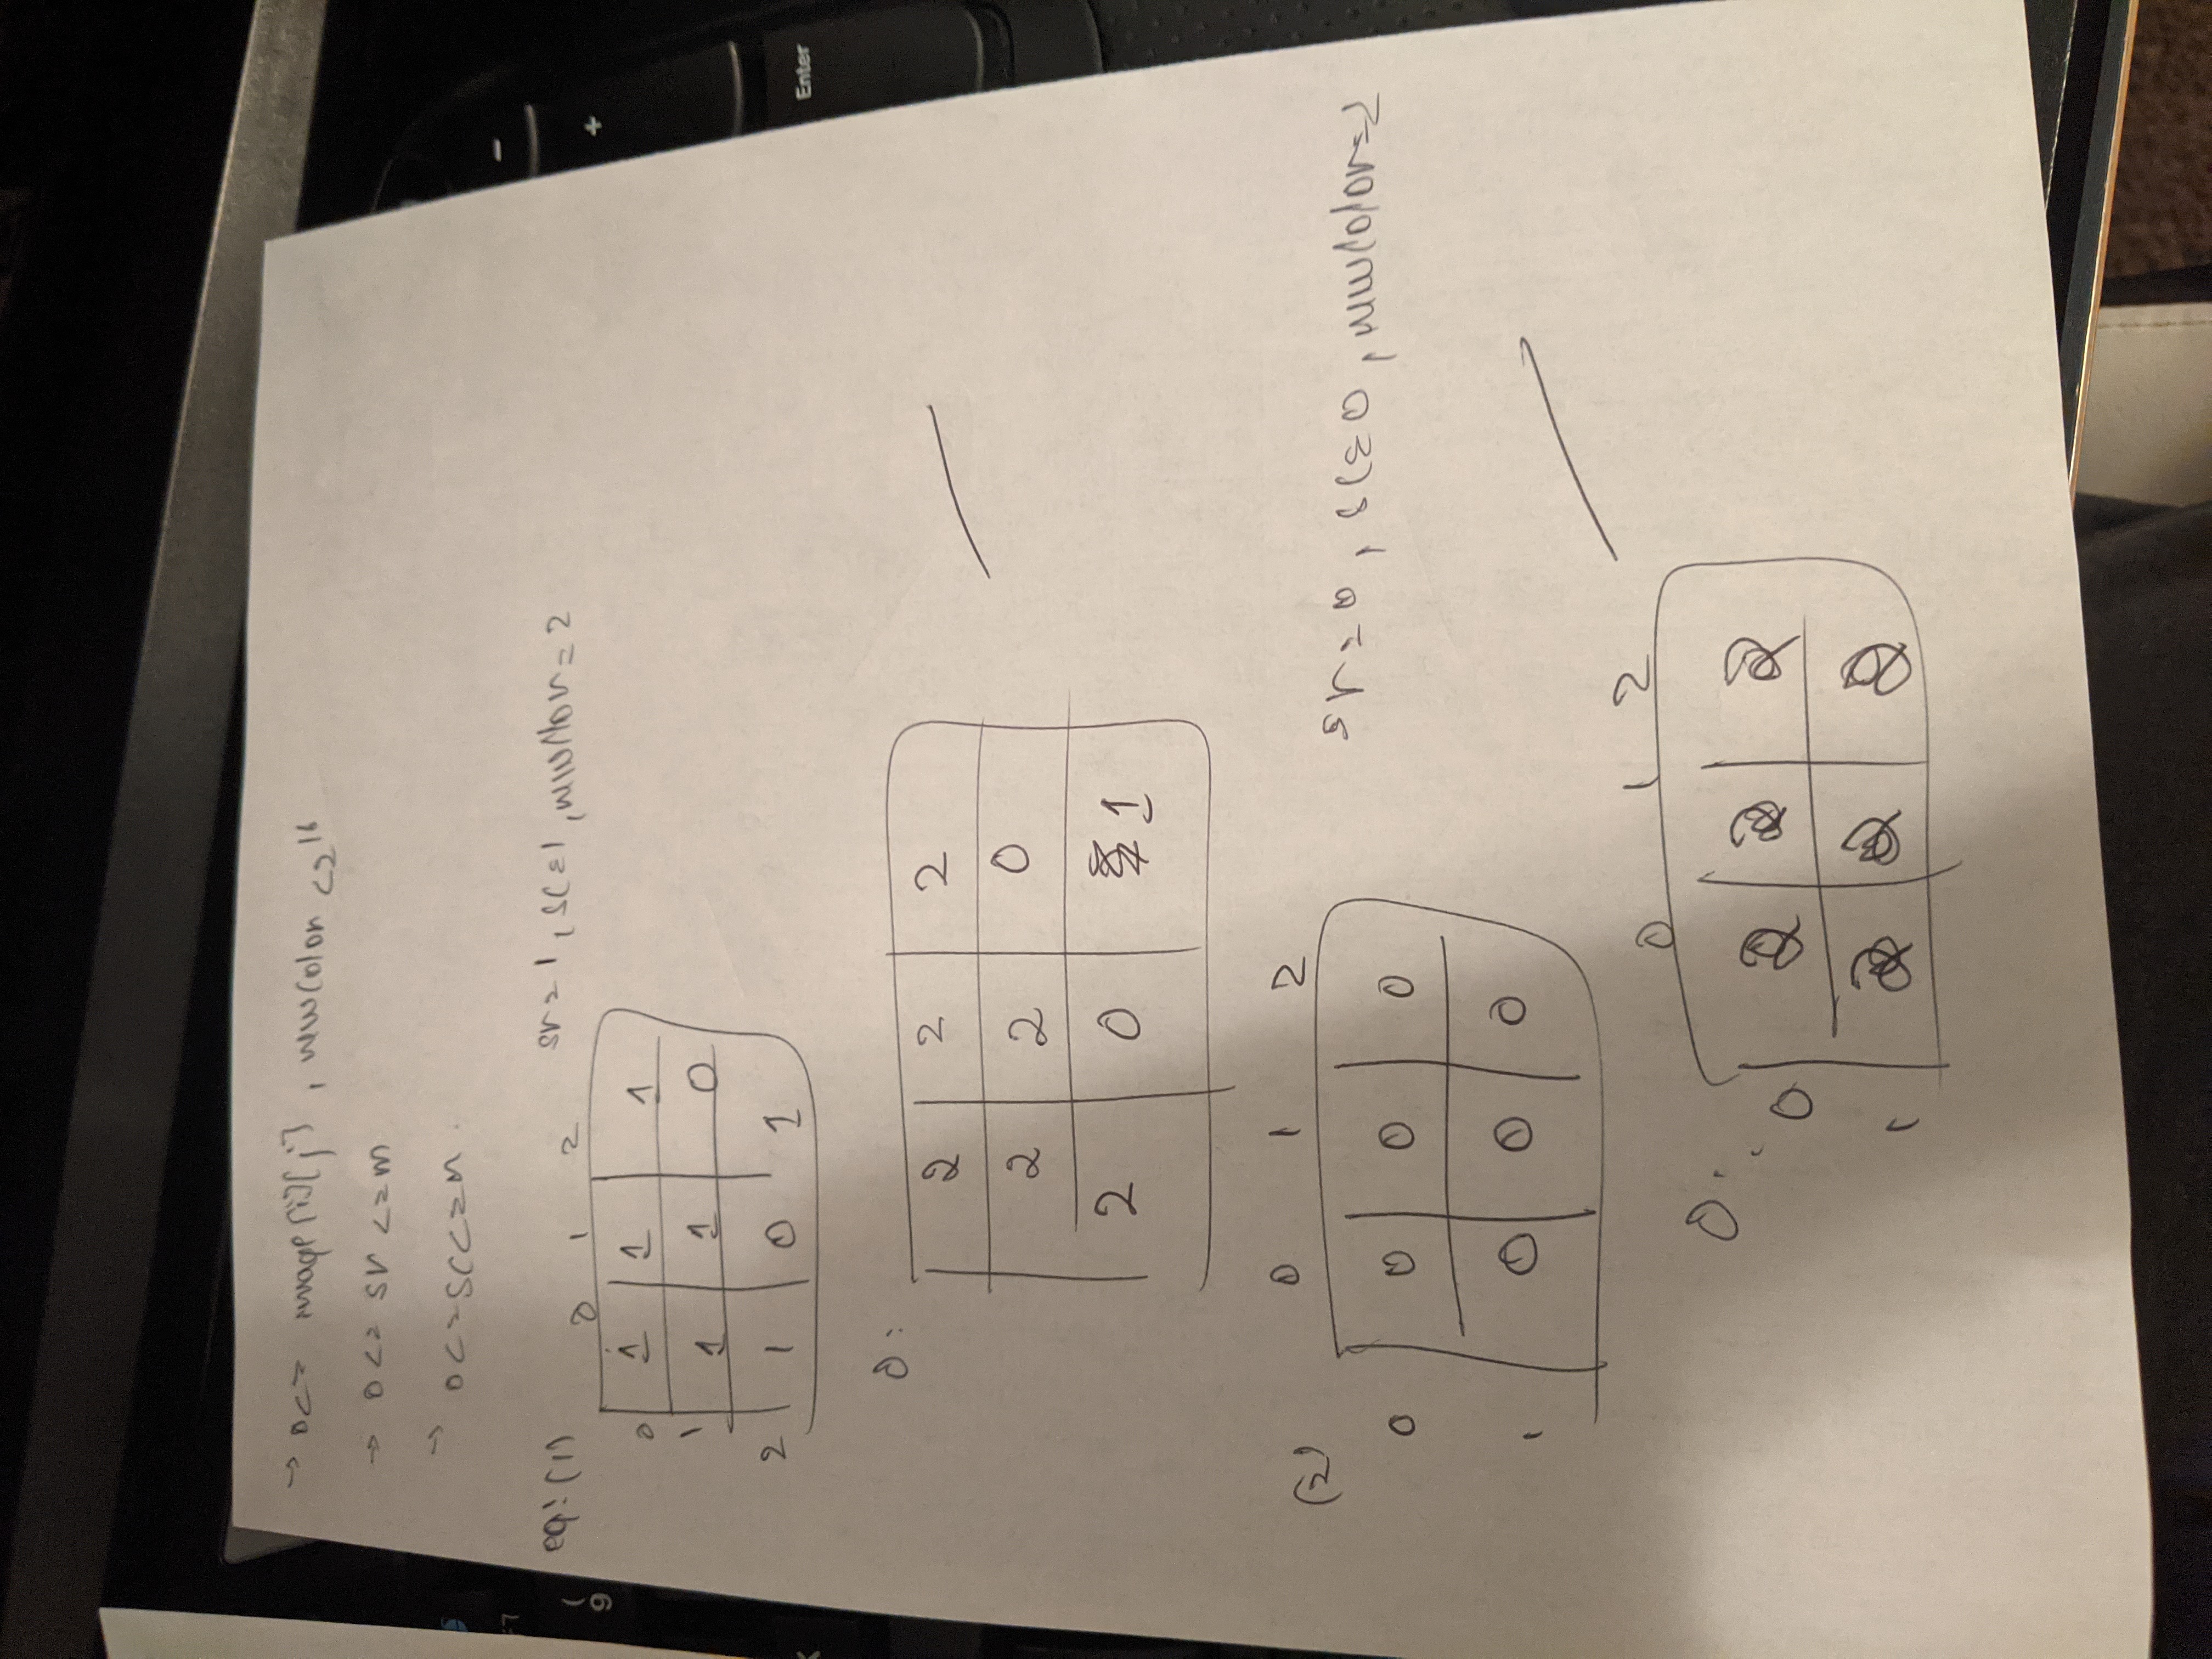 → 0<= image[i][j], newColor <2^16
→ 0<= sr <=m
→ 0<=sc<=n.
eg:(1) sr=1, sc=1, newColor=2
0 1 2
0 1 1 1
1 1 1 0
2 1 0 1
O:
2 2 2
2 2 0
2 0 1
(2) 0 1 2
sr=0, sc=0, newColor=2
0 0 0 0
1 0 0 0
0 1 2
O:
0 2 2 2
1 2 2 2
-
+
Enter
F7
9